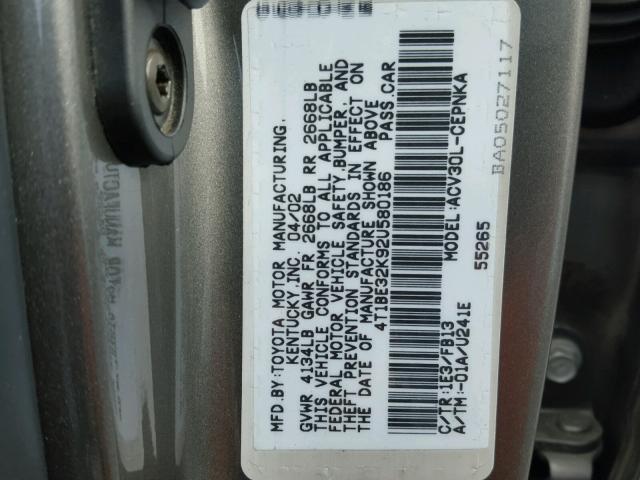 MFD.BY:TOYOTA MOTOR MANUFACTURING,
KENTUCKY,INC. 04/02
GVWR 4134LB GAWR FR 2668LB RR 2668LB
THIS VEHICLE CONFORMS TO ALL APPLICABLE
FEDERAL MOTOR VEHICLE SAFETY,BUMPER, AND
THEFT PREVENTION STANDARDS IN EFFECT ON
THE DATE OF MANUFACTURE SHOWN ABOVE
4T1BE32K92U580186 PASS.CAR
C/TR:1E3/FB13 MODEL:ACV30L-CEPNKA
A/TM:-01A/U241E 55265
BA05027117